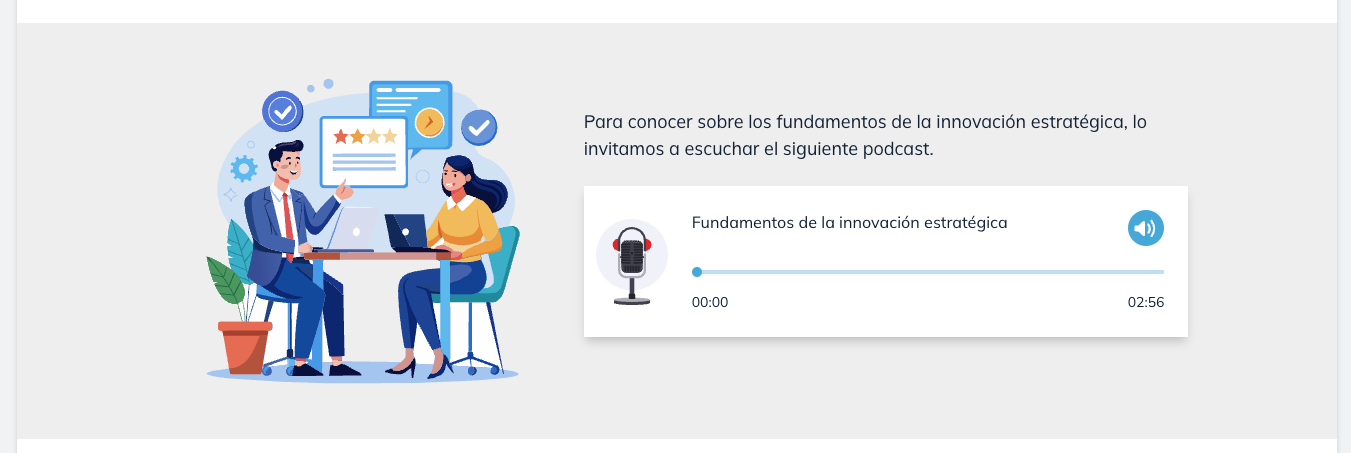 Para conocer sobre los fundamentos de la innovación estratégica, lo
invitamos a escuchar el siguiente podcast.
Fundamentos de la innovación estratégica
00:00
02:56